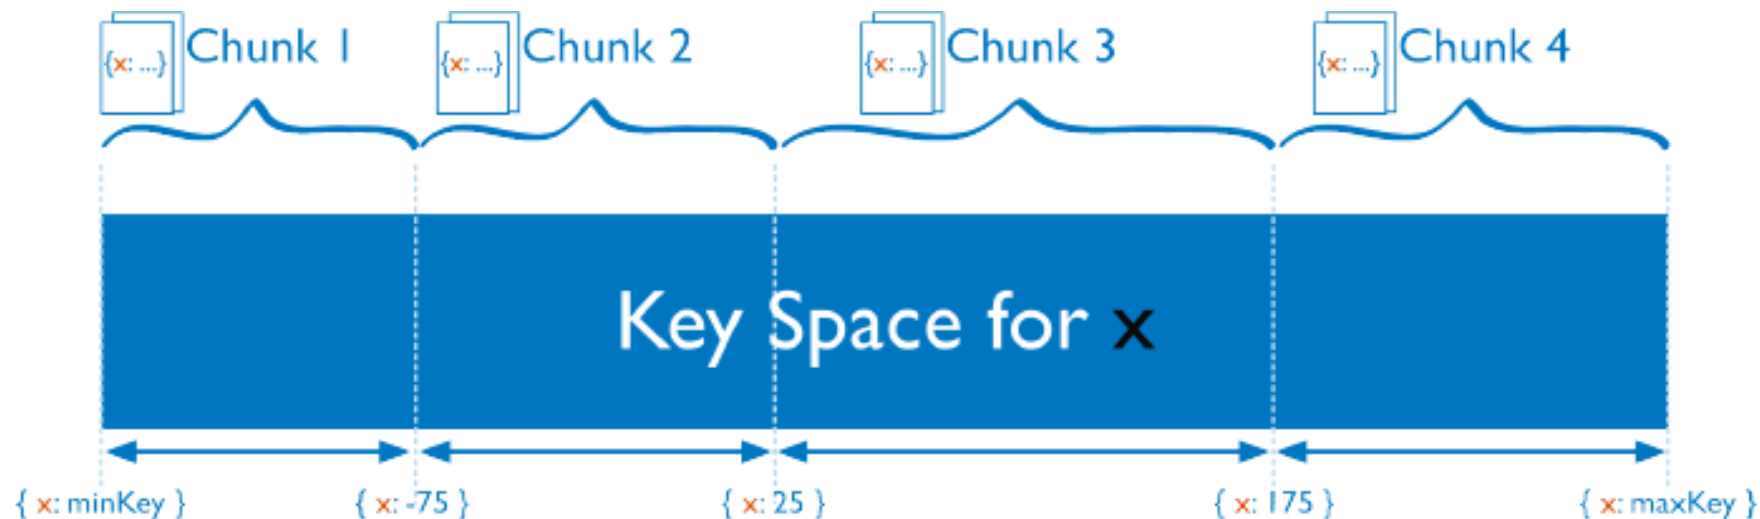 {x: ...} Chunk 1 {x: ...} Chunk 2 {x: ...} Chunk 3 {x: ...} Chunk 4
Key Space for x
{ x: minKey } { x: -75 } { x: 25 } { x: 175 } { x: maxKey }